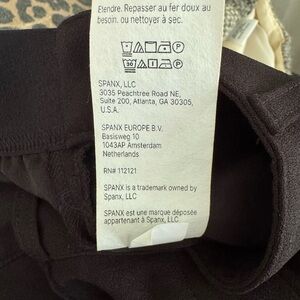 Étendre. Repasser au fer doux au
besoin, ou nettoyer à sec.
30
SPANX, LLC
3035 Peachtree Road NE,
Suite 200, Atlanta, GA 30305,
U.S.A.
SPANX EUROPE B.V.
Basisweg 10
1043AP Amsterdam
Netherlands
RN# 112121
SPANX is a trademark owned by
Spanx, LLC
SPANX est une marque déposée
appartenant à Spanx, LLC